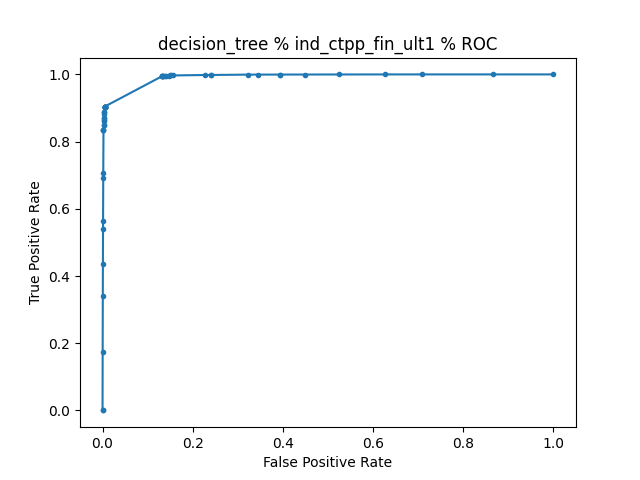 decision_tree % ind_ctpp_fin_ult1 % ROC
1.0
0.8
0.6
0.4
0.2
0.0
True Positive Rate
0.0 0.2 0.4 0.6 0.8 1.0
False Positive Rate